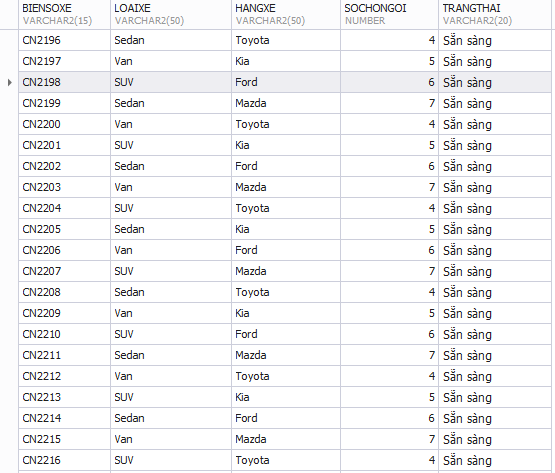 BIENSOXE LOAIXE HANGXE SOCHONGOI TRANGTHAI
VARCHAR2(15) VARCHAR2(50) VARCHAR2(50) NUMBER VARCHAR2(20)
CN2196 Sedan Toyota 4 Sẵn sàng
CN2197 Van Kia 5 Sẵn sàng
CN2198 SUV Ford 6 Sẵn sàng
CN2199 Sedan Mazda 7 Sẵn sàng
CN2200 Van Toyota 4 Sẵn sàng
CN2201 SUV Kia 5 Sẵn sàng
CN2202 Sedan Ford 6 Sẵn sàng
CN2203 Van Mazda 7 Sẵn sàng
CN2204 SUV Toyota 4 Sẵn sàng
CN2205 Sedan Kia 5 Sẵn sàng
CN2206 Van Ford 6 Sẵn sàng
CN2207 SUV Mazda 7 Sẵn sàng
CN2208 Sedan Toyota 4 Sẵn sàng
CN2209 Van Kia 5 Sẵn sàng
CN2210 SUV Ford 6 Sẵn sàng
CN2211 Sedan Mazda 7 Sẵn sàng
CN2212 Van Toyota 4 Sẵn sàng
CN2213 SUV Kia 5 Sẵn sàng
CN2214 Sedan Ford 6 Sẵn sàng
CN2215 Van Mazda 7 Sẵn sàng
CN2216 SUV Toyota 4 Sẵn sàng